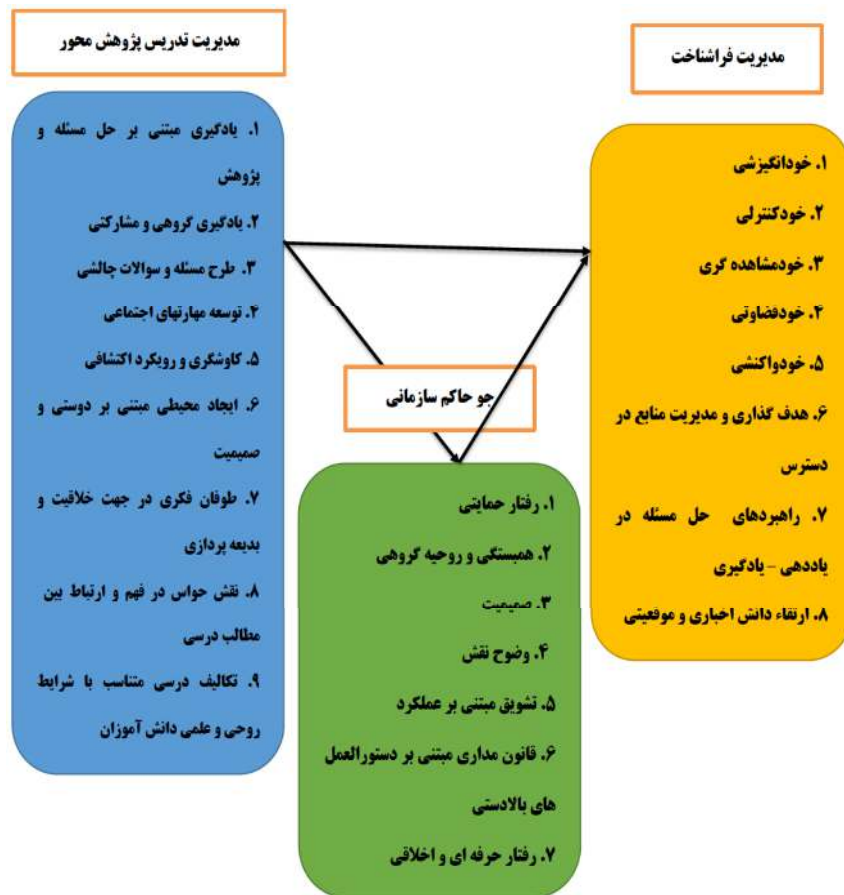 مدیریت فراشناخت
۱. خودانگیزشی
۲. خودکنترلی
۳. خودمشاهده گری
۴. خودقضاوتی
۵. خودواکنشی
۶. هدف گذاری و مدیریت منابع در
دسترس
۷. راهبردهای حل مسئله در
یاددهی – یادگیری
۸. ارتقاء دانش اخباری و موقعیتی
جو حاکم سازمانی
۱. رفتار حمایتی
۲. همبستگی و روحیه گروهی
۳. صمیمیت
۴. وضوح نقش
۵. تشویق مبتنی بر عملکرد
۶. قانون مداری مبتنی بر دستورالعمل
های بالادستی
۷. رفتار حرفه ای و اخلاقی
مدیریت تدریس پژوهش محور
۱. یادگیری مبتنی بر حل مسئله و
پژوهش
۲. یادگیری گروهی و مشارکتی
۳. طرح مسئله و سوالات چالشی
۴. توسعه مهارتهای اجتماعی
۵. کاوشگری و رویکرد اکتشافی
۶. ایجاد محیطی مبتنی بر دوستی و
صمیمیت
۷. طوفان فکری در جهت خلاقیت و
بدیعه پردازی
۸. نقش حواس در فهم و ارتباط بین
مطالب درسی
۹. تکالیف درسی متناسب با شرایط
روحی و علمی دانش آموزان